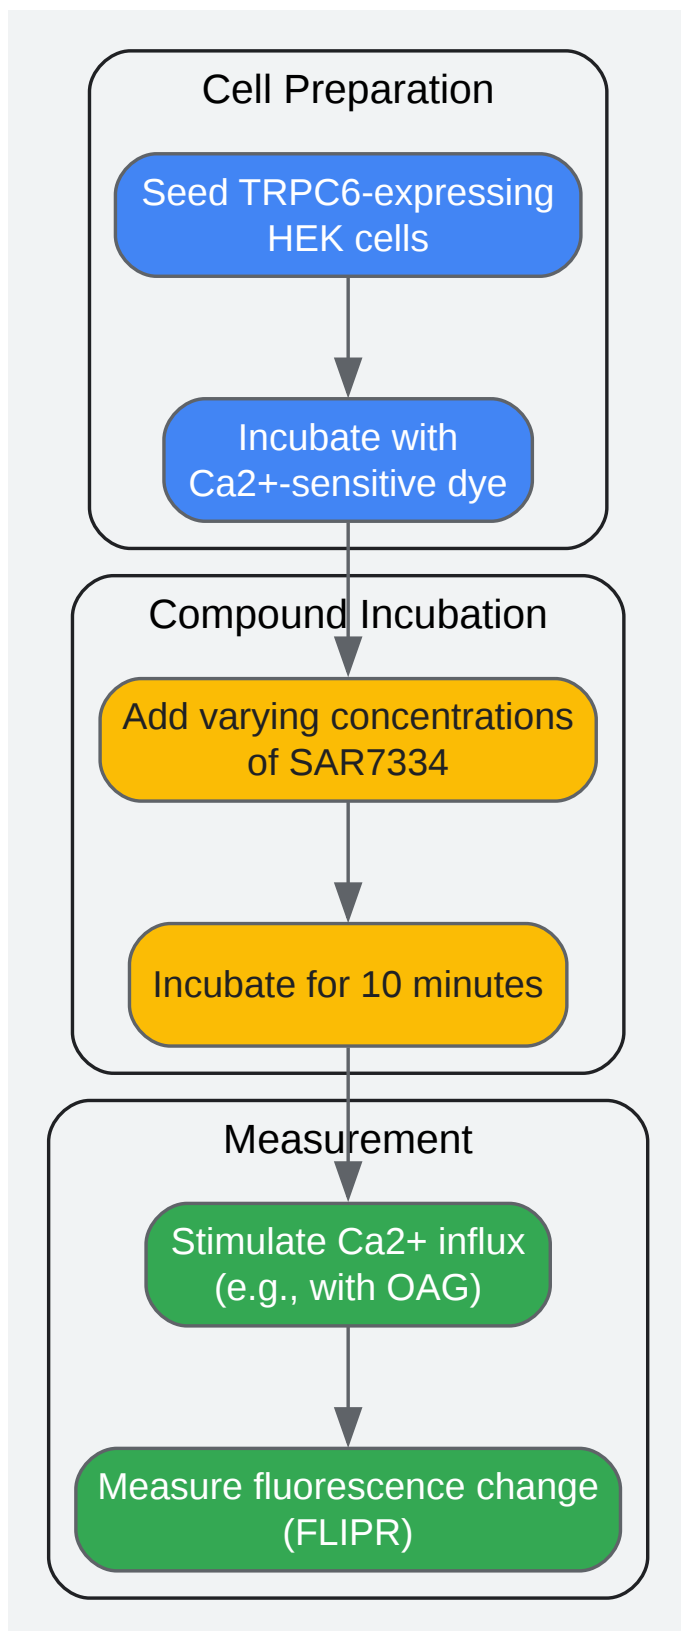 Cell Preparation
Seed TRPC6-expressing
HEK cells
Incubate with
Ca2+-sensitive dye
Compound Incubation
Add varying concentrations
of SAR7334
Incubate for 10 minutes
Measurement
Stimulate Ca2+ influx
(e.g., with OAG)
Measure fluorescence change
(FLIPR)